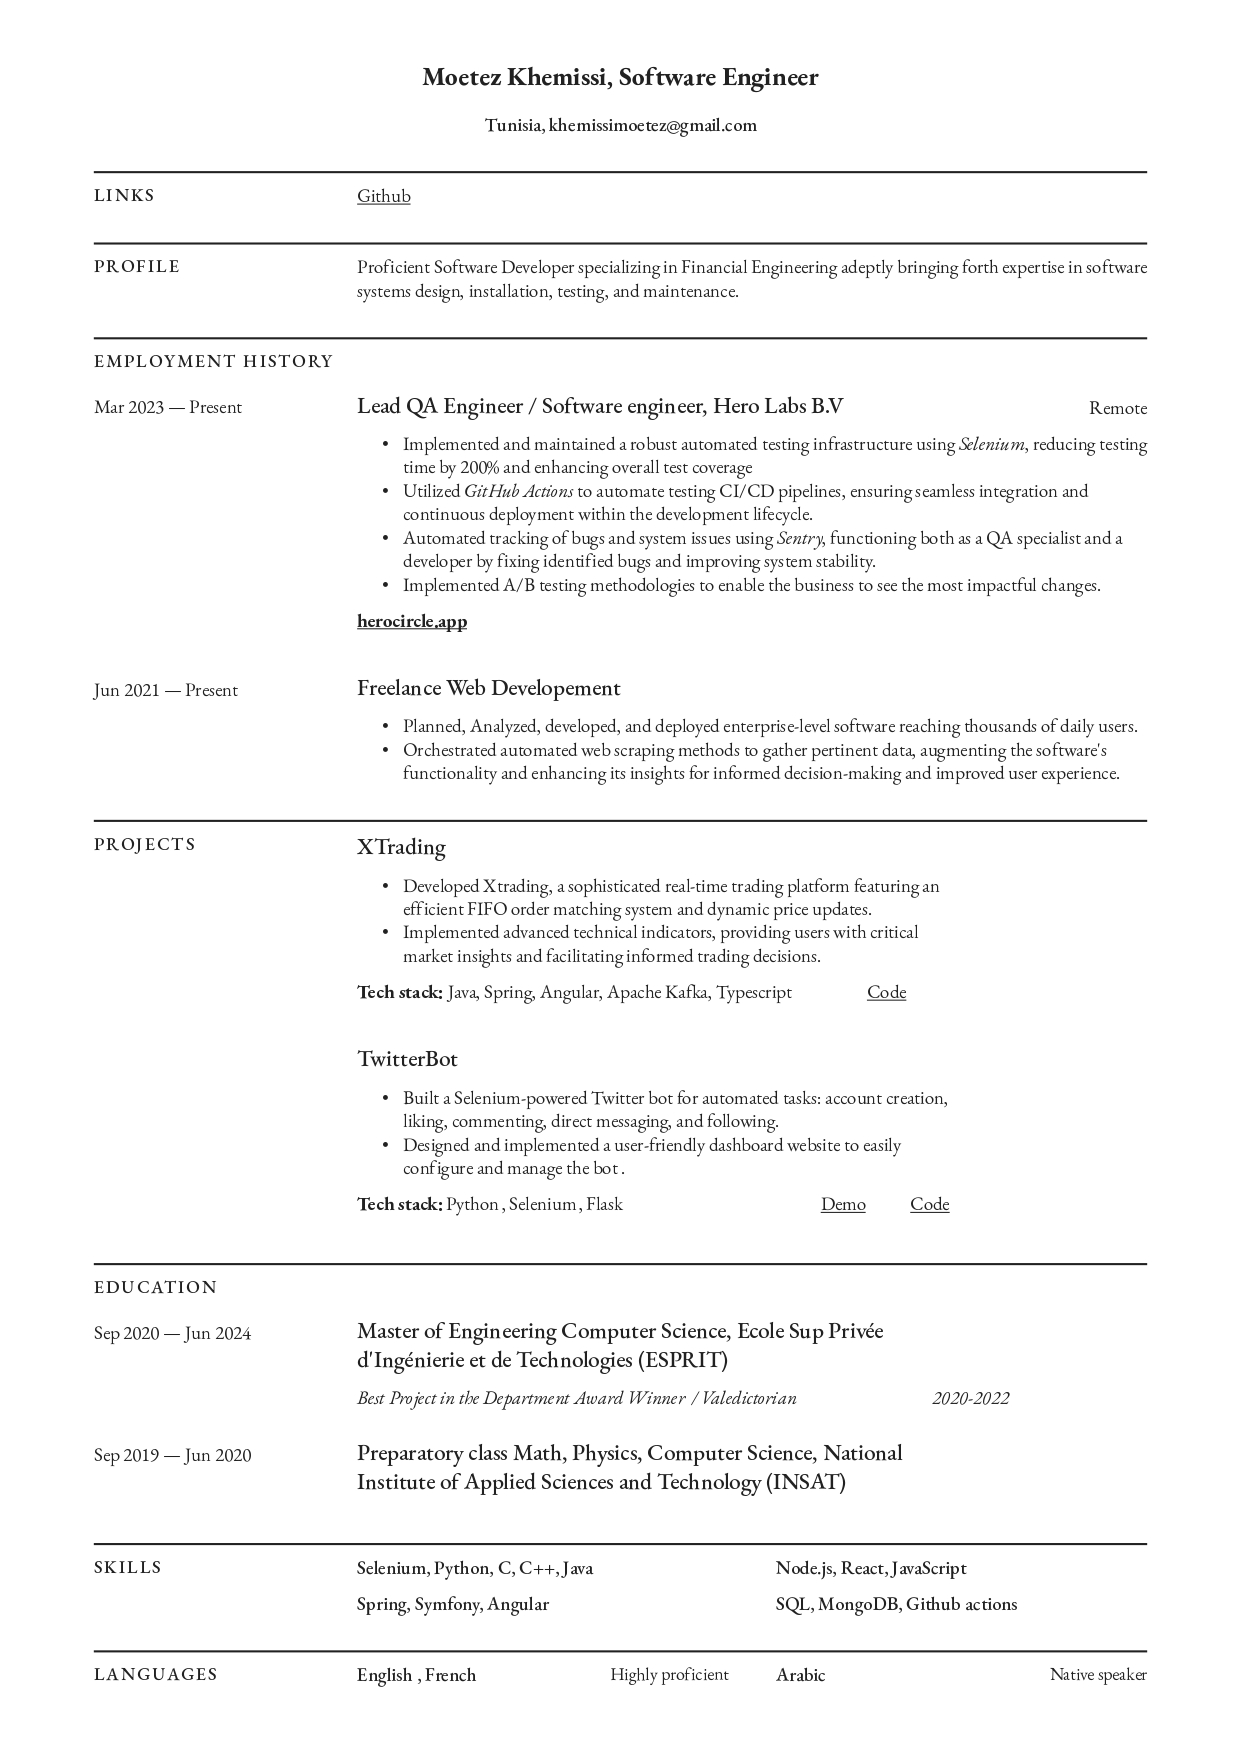 Moetez Khemissi, Software Engineer
Tunisia, khemissimoetez@gmail.com
LINKS
Github
PROFILE
Proficient Software Developer specializing in Financial Engineering adeptly bringing forth expertise in software
systems design, installation, testing, and maintenance.
EMPLOYMENT HISTORY
Mar 2023 — Present
Lead QA Engineer / Software engineer, Hero Labs B.V
Remote
• Implemented and maintained a robust automated testing infrastructure using Selenium, reducing testing
time by 200% and enhancing overall test coverage
• Utilized GitHub Actions to automate testing CI/CD pipelines, ensuring seamless integration and
continuous deployment within the development lifecycle.
• Automated tracking of bugs and system issues using Sentry, functioning both as a QA specialist and a
developer by fixing identified bugs and improving system stability.
• Implemented A/B testing methodologies to enable the business to see the most impactful changes.
herocircle.app
Jun 2021 — Present
Freelance Web Developement
• Planned, Analyzed, developed, and deployed enterprise-level software reaching thousands of daily users.
• Orchestrated automated web scraping methods to gather pertinent data, augmenting the software's
functionality and enhancing its insights for informed decision-making and improved user experience.
PROJECTS
XTrading
• Developed Xtrading, a sophisticated real-time trading platform featuring an
efficient FIFO order matching system and dynamic price updates.
• Implemented advanced technical indicators, providing users with critical
market insights and facilitating informed trading decisions.
Tech stack: Java, Spring, Angular, Apache Kafka, Typescript Code
TwitterBot
• Built a Selenium-powered Twitter bot for automated tasks: account creation,
liking, commenting, direct messaging, and following.
• Designed and implemented a user-friendly dashboard website to easily
configure and manage the bot .
Tech stack: Python , Selenium , Flask Demo Code
EDUCATION
Sep 2020 — Jun 2024
Master of Engineering Computer Science, Ecole Sup Privée
d'Ingénierie et de Technologies (ESPRIT)
Best Project in the Department Award Winner / Valedictorian 2020-2022
Sep 2019 — Jun 2020
Preparatory class Math, Physics, Computer Science, National
Institute of Applied Sciences and Technology (INSAT)
SKILLS
Selenium, Python, C, C++, Java
Node.js, React, JavaScript
Spring, Symfony, Angular
SQL, MongoDB, Github actions
LANGUAGES
English , French Highly proficient
Arabic Native speaker